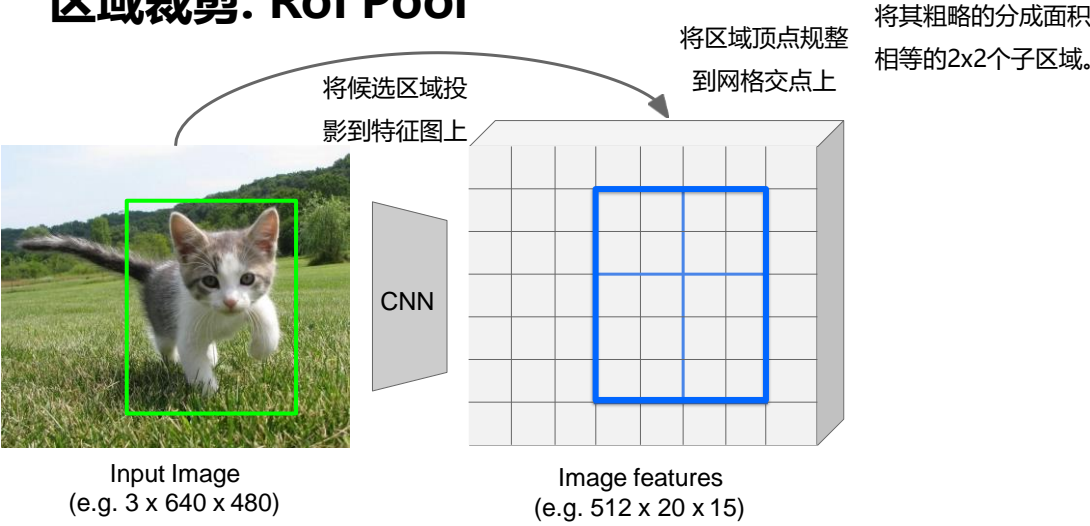 区域裁剪: RoI Pool
将其粗略的分成面积
相等的2x2个子区域。
将区域顶点规整
到网格交点上
将候选区域投
影到特征图上
CNN
Input Image
(e.g. 3 x 640 x 480)
Image features
(e.g. 512 x 20 x 15)